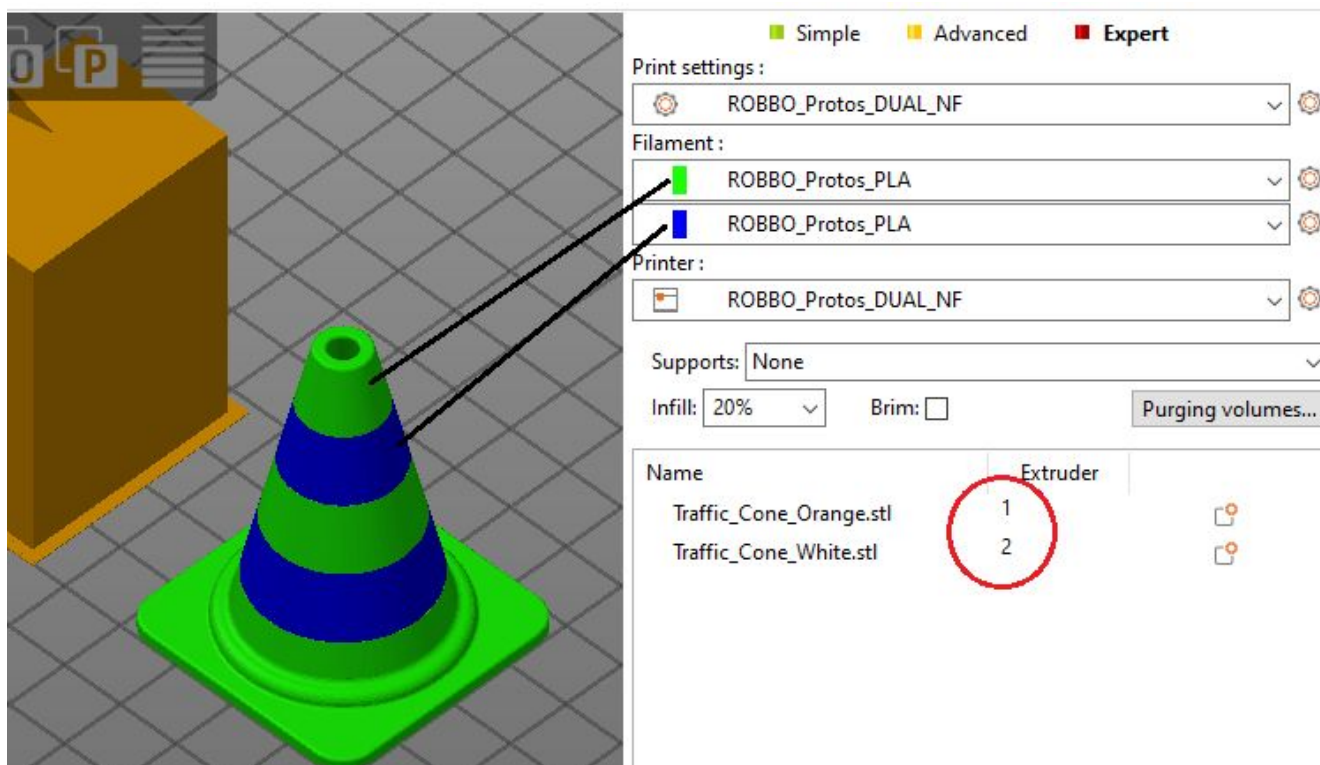 P
Simple Advanced Expert
Print settings :
ROBBO_Protos_DUAL_NF
Filament :
ROBBO_Protos_PLA
ROBBO_Protos_PLA
Printer :
ROBBO_Protos_DUAL_NF
Supports: None
Infill: 20% Brim: Purging volumes...
Name Extruder
Traffic_Cone_Orange.stl 1
Traffic_Cone_White.stl 2